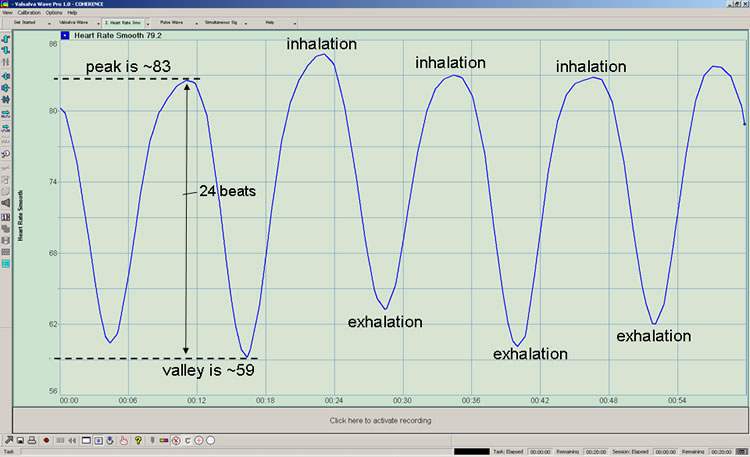 - Valsalva Wave Pro 1.0 - COHERENCE
View Calibration Options Help
Get Started Valsalva Wave 2. Heart Rate Smo Pulse Wave Simultaneous Sig Help
Heart Rate Smooth 79.2
86
80
74
68
62
56
Heart Rate Smooth
peak is ~83
inhalation
inhalation
inhalation
24 beats
exhalation
exhalation
exhalation
valley is ~59
00:00 00:06 00:12 00:18 00:24 00:30 00:36 00:42 00:48 00:54
Click here to activate recording
Task Task: Elapsed 00:00:00 Remaining 00:20:00 Session: Elapsed 00:00:00 Remaining 00:20:00